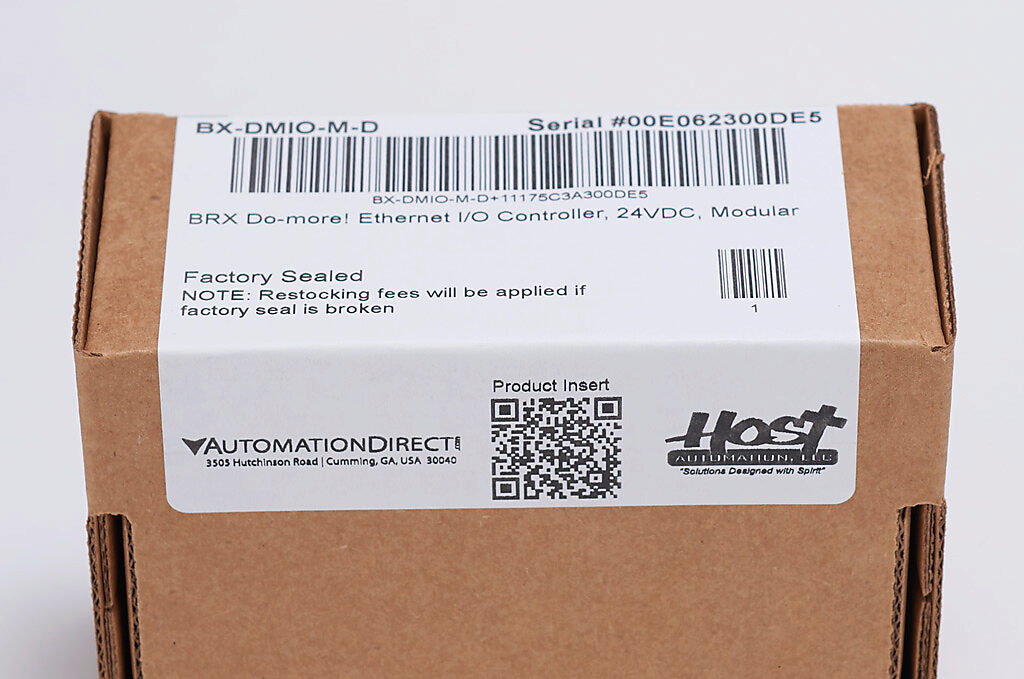 BX-DMIO-M-D Serial #00E062300DE5
BX-DMIO-M-D+11175C3A300DE5
BRX Do-more! Ethernet I/O Controller, 24VDC, Modular
Factory Sealed
NOTE: Restocking fees will be applied if
factory seal is broken
1
Product Insert
AUTOMATIONDIRECT.com
3505 Hutchinson Road | Cumming, GA, USA 30040
HOST
AUTOMATION, LLC
"Solutions Designed with Spirit"